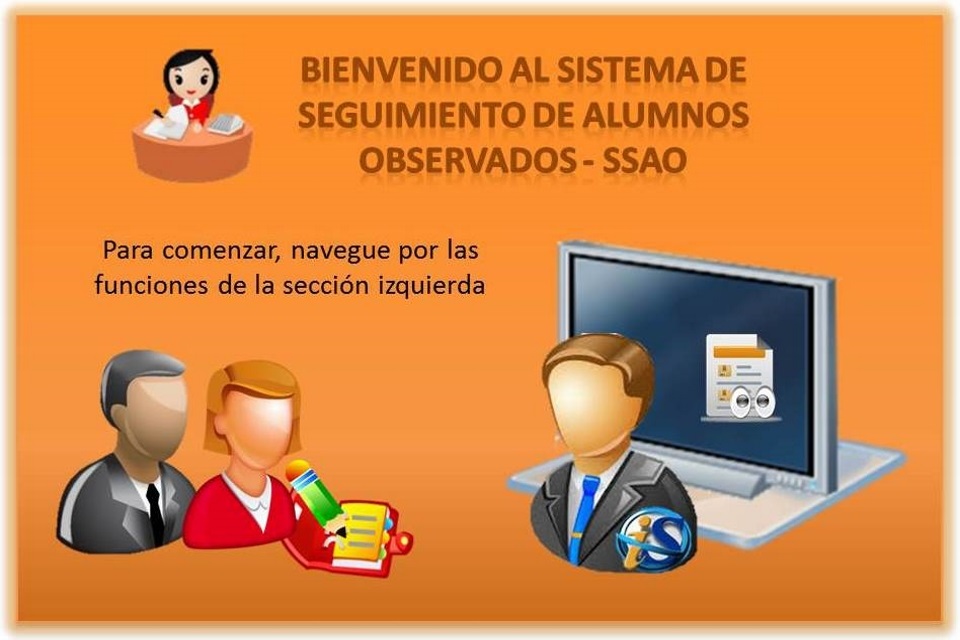 BIENVENIDO AL SISTEMA DE
SEGUIMIENTO DE ALUMNOS
OBSERVADOS - SSAO
Para comenzar, navegue por las
funciones de la sección izquierda
iS